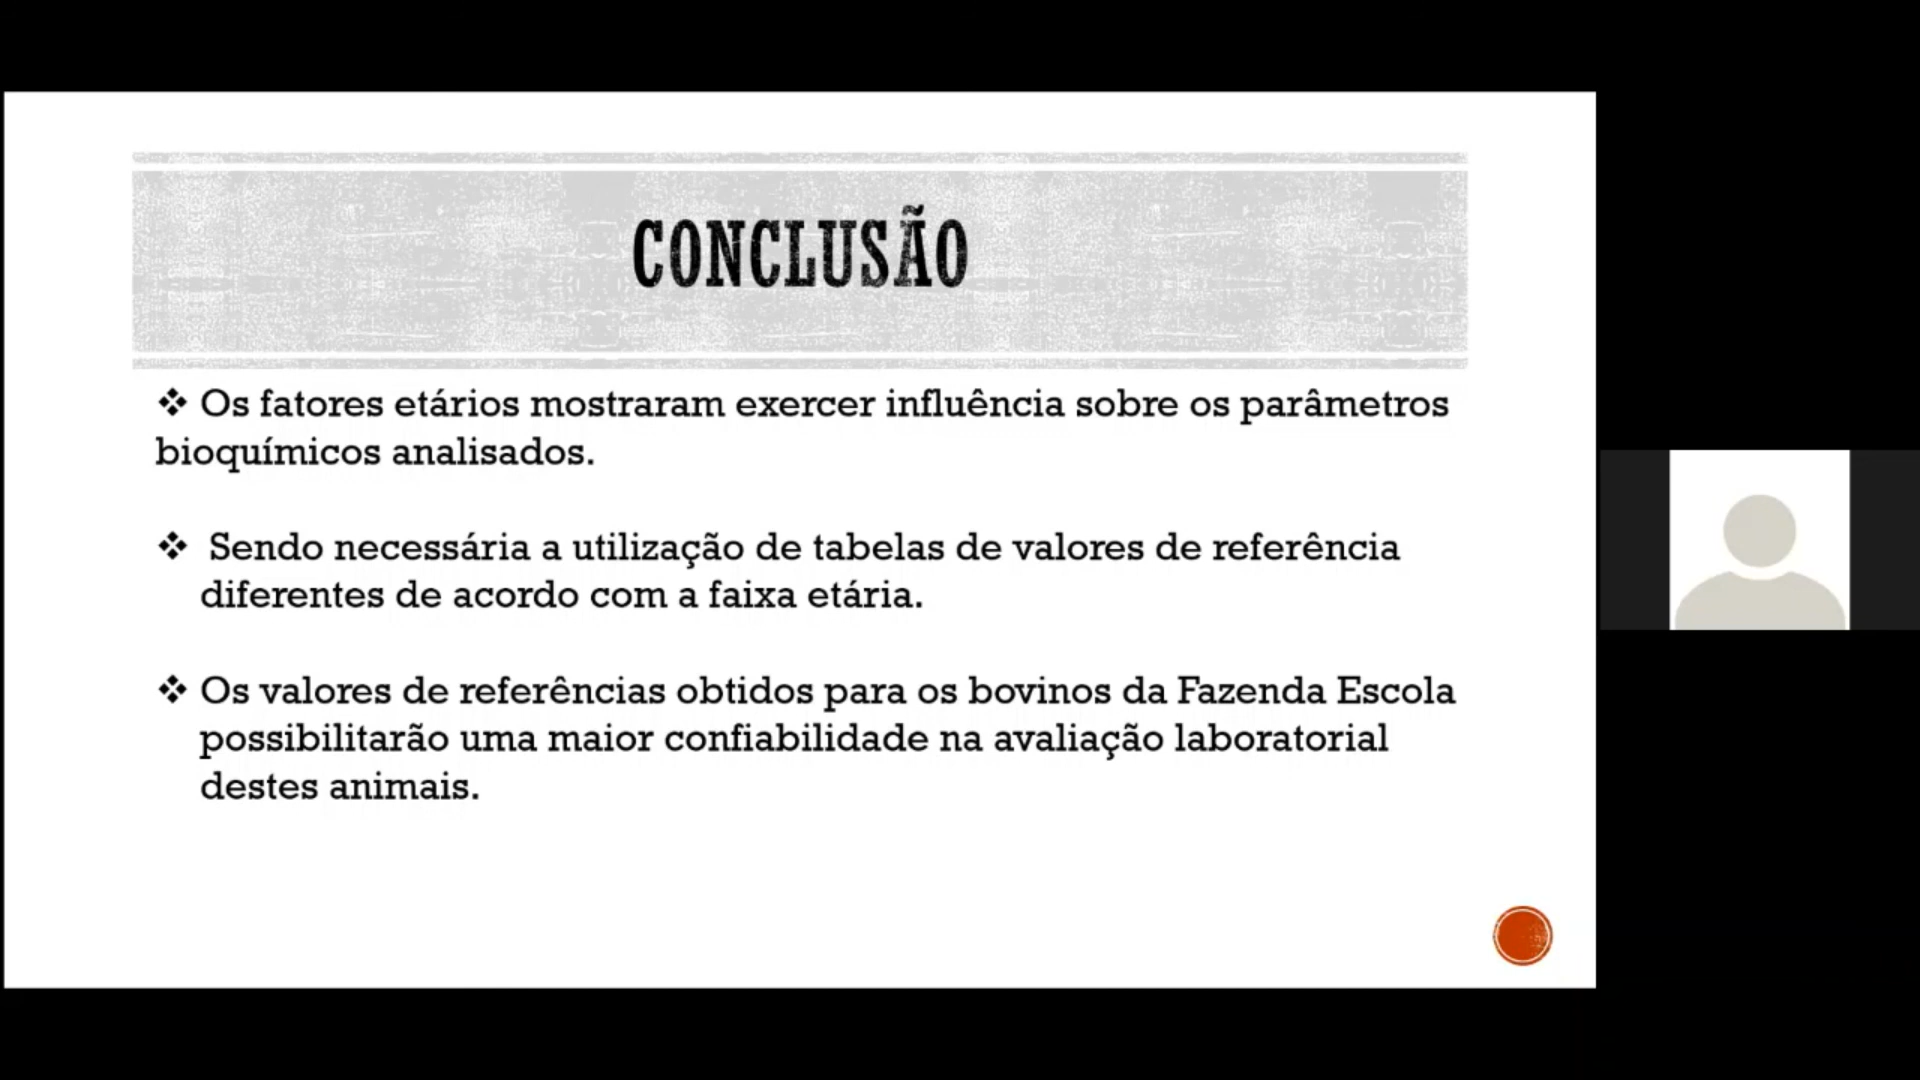 CONCLUSÃO
❖ Os fatores etários mostraram exercer influência sobre os parâmetros
bioquímicos analisados.
❖ Sendo necessária a utilização de tabelas de valores de referência
diferentes de acordo com a faixa etária.
❖ Os valores de referências obtidos para os bovinos da Fazenda Escola
possibilitarão uma maior confiabilidade na avaliação laboratorial
destes animais.